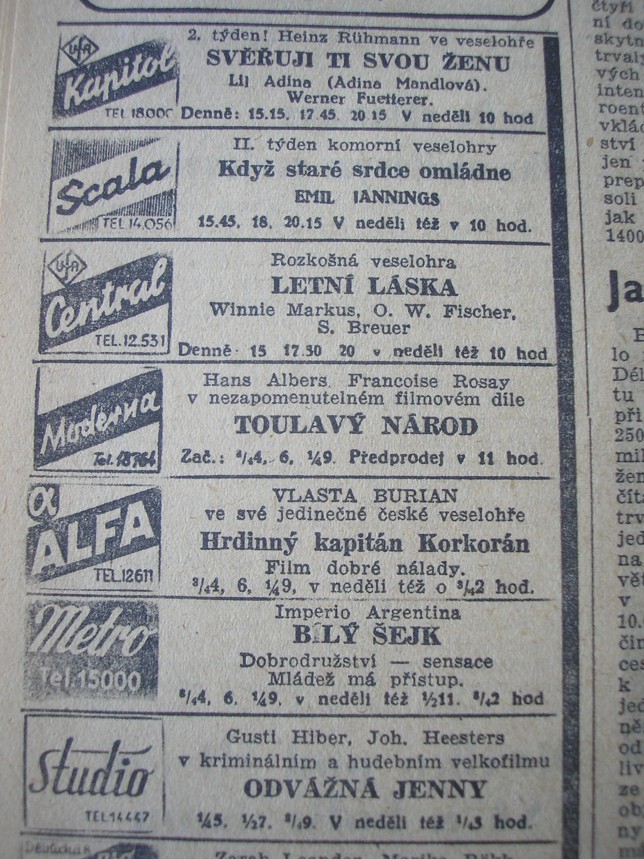 UFA
Kapitol
TEL 18.000
2. týden! Heinz Rühmann ve veselohře
SVĚŘUJI TI SVOU ŽENU
Lil Adina (Adina Mandlová).
Werner Fuetterer.
Denně: 15.15, 17.45, 20.15 V neděli 10 hod
Scala
TEL 14.056
II. týden komorní veselohry
Když staré srdce omládne
EMIL JANNINGS
15.45, 18, 20.15 V neděli též v 10 hod.
UFA
Central
TEL.12.531
Rozkošná veselohra
LETNÍ LÁSKA
Winnie Markus, O. W. Fischer,
S. Breuer
Denně 15 17.30 20 v neděli též 10 hod
Moderna
Tel. 18764
Hans Albers Francoise Rosay
v nezapomenutelném filmovém díle
TOULAVÝ NÁROD
Zač.: ¾4, 6, ¼9. Předprodej v 11 hod.
α
ALFA
TEL.12611
VLASTA BURIAN
ve své jedinečné české veselohře
Hrdinný kapitán Korkorán
Film dobré nálady.
¾4, 6, ¼9, v neděli též o ¾2 hod.
Metro
Tel.15000
Imperio Argentina
BÍLÝ ŠEJK
Dobrodružství — sensace
Mládež má přístup.
¾4, 6, ¼9, v neděli též ½11, ¾2 hod
Studio
TEL14447
Gusti Hiber, Joh. Heesters
v kriminálním a hudebním velkofilmu
ODVÁŽNÁ JENNY
¼5, ½7, ¾9. V neděli též ½3 hod.